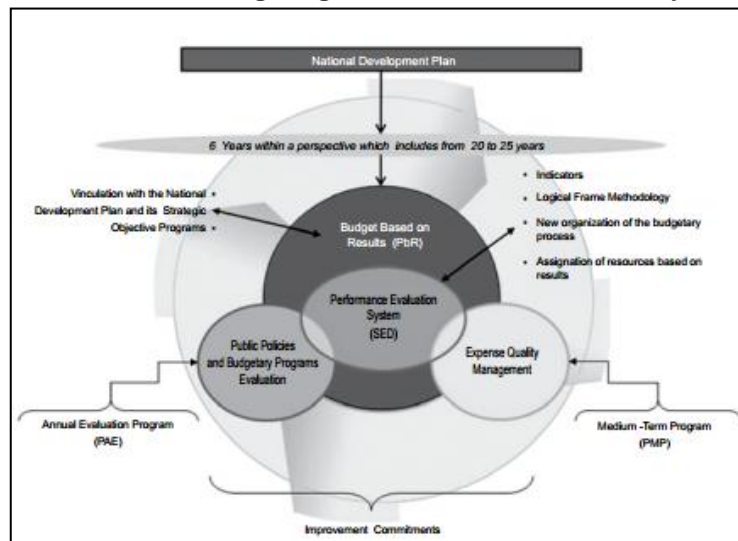 National Development Plan
6 Years within a perspective which includes from 20 to 25 years
Vinculation with the National •
Development Plan and its Strategic •
Objective Programs •
• Indicators
• Logical Frame Methodology
• New organization of the budgetary
process
• Assignation of resources based on
results
Budget Based on
Results (PbR)
Performance Evaluation
System
(SED)
Public Policies
and Budgetary Programs
Evaluation
Expense Quality
Management
Annual Evaluation Program
(PAE)
Medium -Term Program
(PMP)
Improvement Commitments